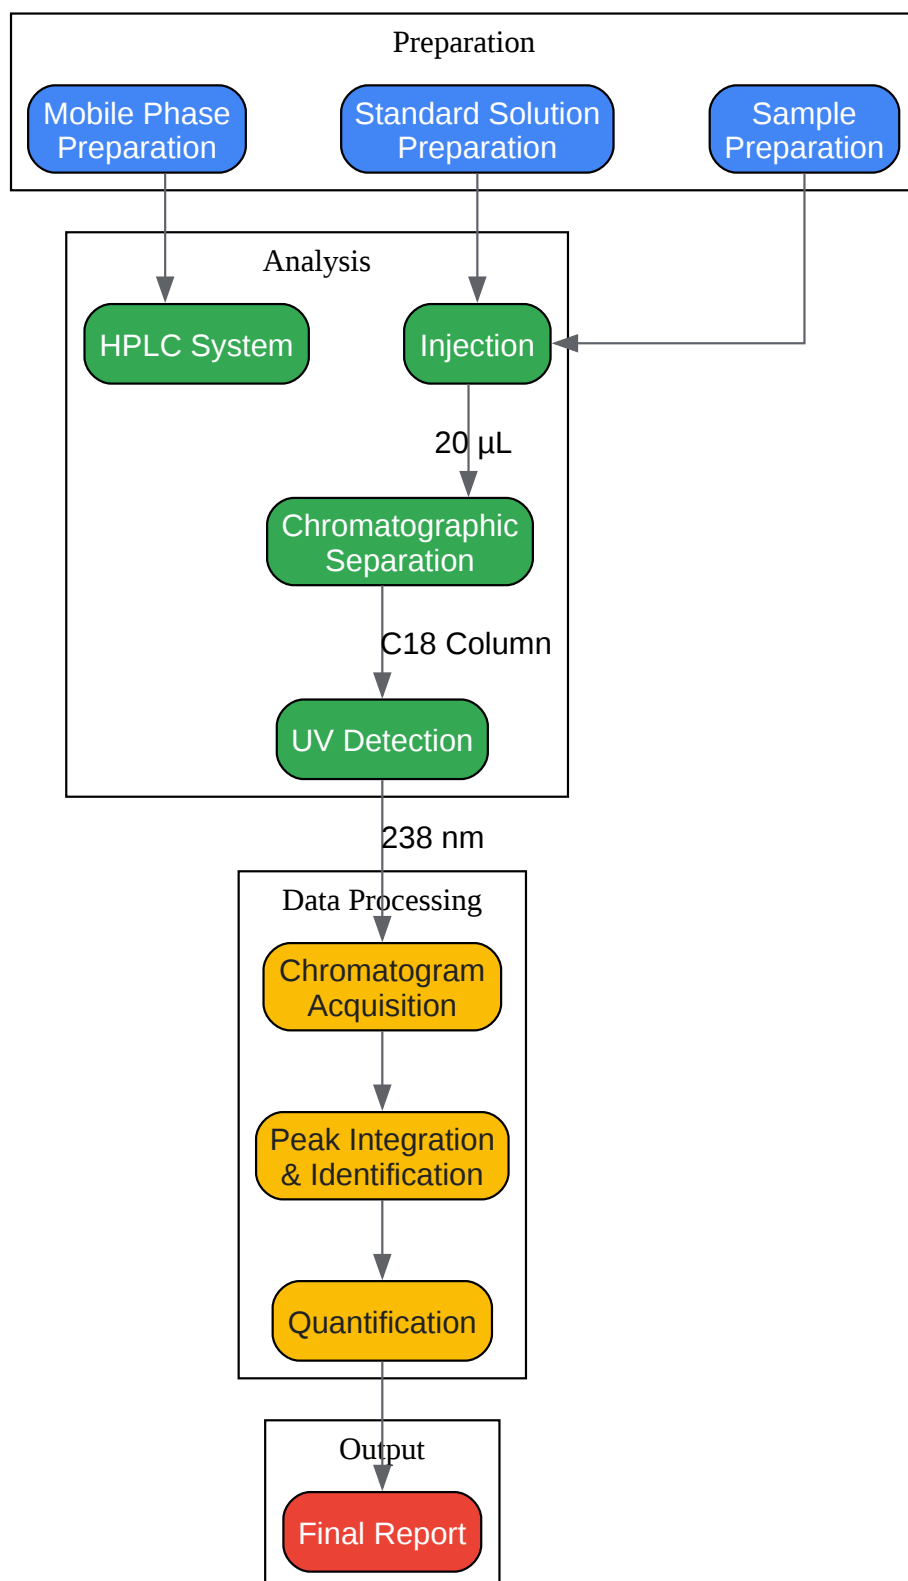 Preparation
Mobile Phase
Preparation
Standard Solution
Preparation
Sample
Preparation
Analysis
HPLC System
Injection
20 µL
Chromatographic
Separation
C18 Column
UV Detection
238 nm
Data Processing
Chromatogram
Acquisition
Peak Integration
& Identification
Quantification
Output
Final Report